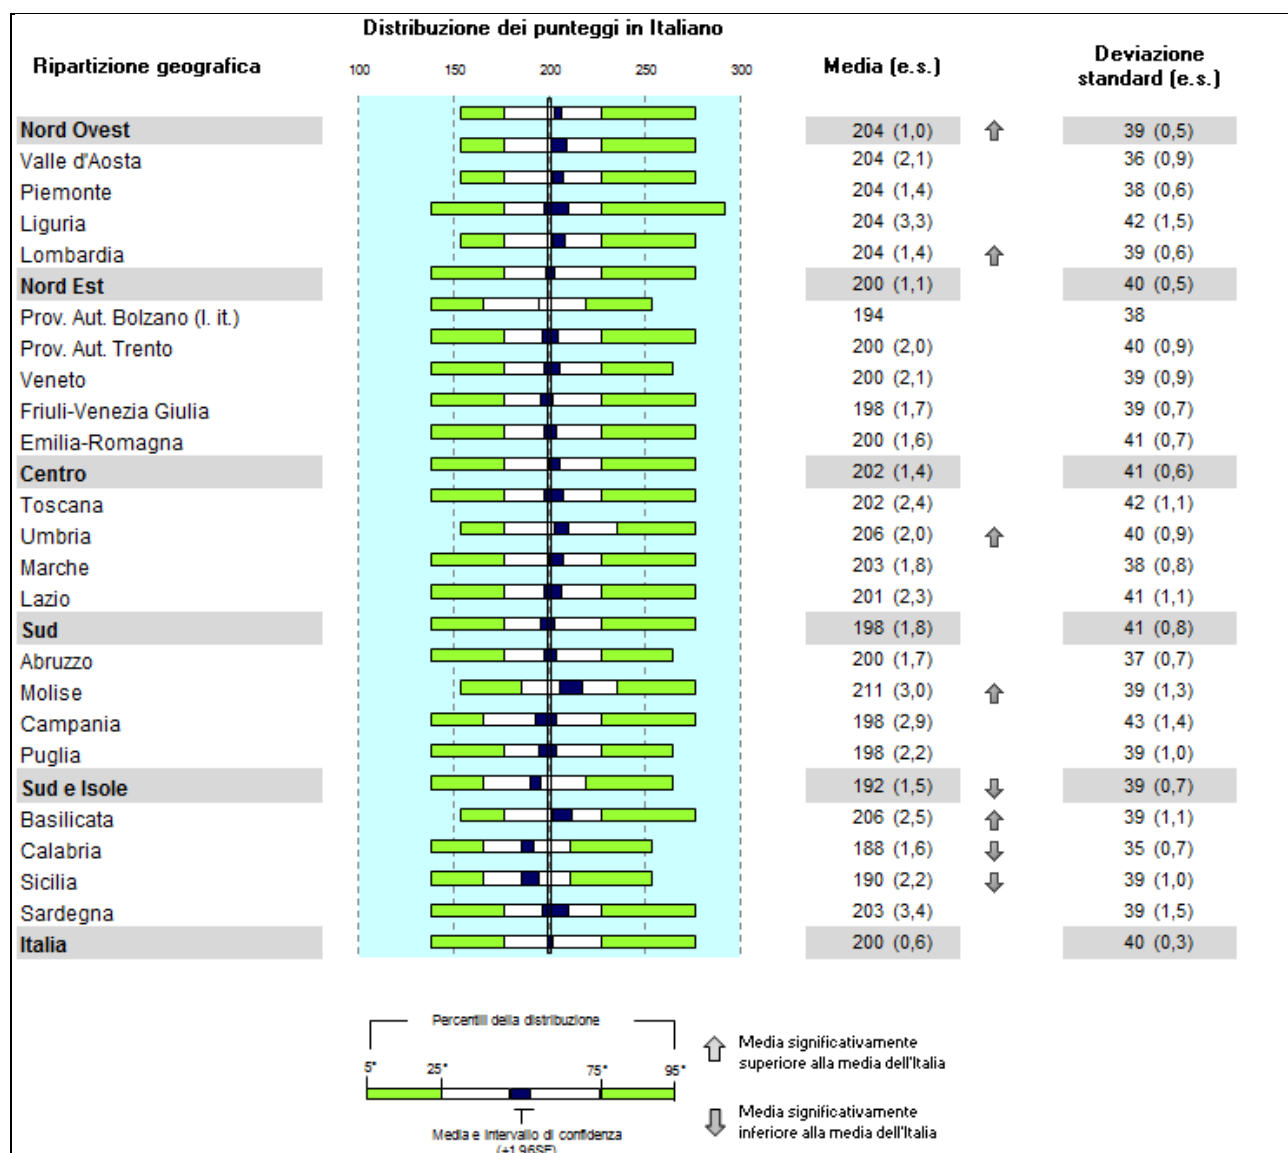 Distribuzione dei punteggi in Italiano
Ripartizione geografica 100 150 200 250 300 Media (e.s.) Deviazione standard (e.s.)
Nord Ovest 204 (1,0) 39 (0,5)
Valle d'Aosta 204 (2,1) 36 (0,9)
Piemonte 204 (1,4) 38 (0,6)
Liguria 204 (3,3) 42 (1,5)
Lombardia 204 (1,4) 39 (0,6)
Nord Est 200 (1,1) 40 (0,5)
Prov. Aut. Bolzano (l. it.) 194 38
Prov. Aut. Trento 200 (2,0) 40 (0,9)
Veneto 200 (2,1) 39 (0,9)
Friuli-Venezia Giulia 198 (1,7) 39 (0,7)
Emilia-Romagna 200 (1,6) 41 (0,7)
Centro 202 (1,4) 41 (0,6)
Toscana 202 (2,4) 42 (1,1)
Umbria 206 (2,0) 40 (0,9)
Marche 203 (1,8) 38 (0,8)
Lazio 201 (2,3) 41 (1,1)
Sud 198 (1,8) 41 (0,8)
Abruzzo 200 (1,7) 37 (0,7)
Molise 211 (3,0) 39 (1,3)
Campania 198 (2,9) 43 (1,4)
Puglia 198 (2,2) 39 (1,0)
Sud e Isole 192 (1,5) 39 (0,7)
Basilicata 206 (2,5) 39 (1,1)
Calabria 188 (1,6) 35 (0,7)
Sicilia 190 (2,2) 39 (1,0)
Sardegna 203 (3,4) 39 (1,5)
Italia 200 (0,6) 40 (0,3)
Percentili della distribuzione
5° 25° 75° 95°
Media e intervallo di confidenza
(±1.96SE)
Media significativamente
superiore alla media dell'Italia
Media significativamente
inferiore alla media dell'Italia